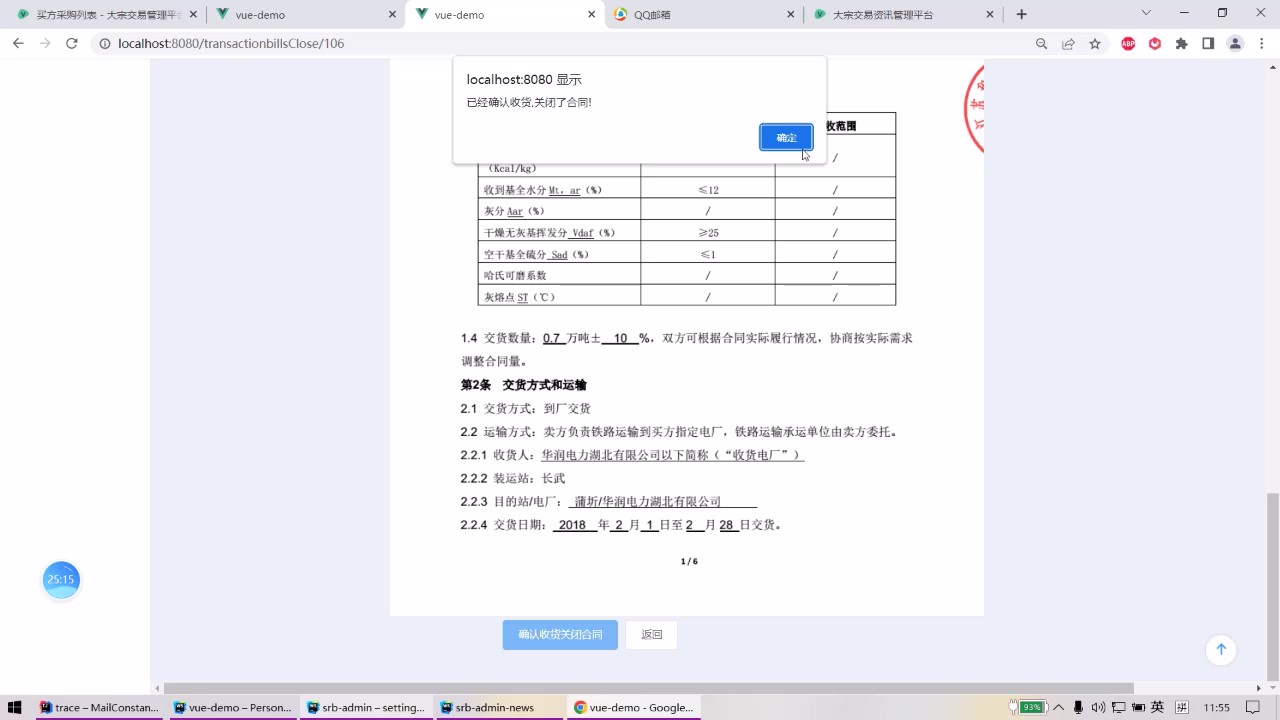 买方采购列表 - 大宗交易管理平台
vue-demo
vue-demo
QQ邮箱
大宗交易资讯管理平台
localhost:8080/transactionbillsClose/106
ABP
localhost:8080 显示
已经确认收货,关闭了合同!
确定
收范围
(Kcal/kg)
/
收到基全水分 Mt，ar（%） ≤12 /
灰分 Aar（%） / /
干燥无灰基挥发分 Vdaf（%） ≥25 /
空干基全硫分 Sad（%） ≤1 /
哈氏可磨系数 / /
灰熔点 ST（℃） / /
1.4 交货数量：0.7 万吨± 10 %，双方可根据合同实际履行情况，协商按实际需求
调整合同量。
第2条 交货方式和运输
2.1 交货方式：到厂交货
2.2 运输方式：卖方负责铁路运输到买方指定电厂，铁路运输承运单位由卖方委托。
2.2.1 收货人：华润电力湖北有限公司以下简称（“收货电厂”）
2.2.2 装运站：长武
2.2.3 目的站/电厂： 蒲圻/华润电力湖北有限公司
2.2.4 交货日期： 2018 年 2 月 1 日至 2 月 28 日交货。
1 / 6
25:15
确认收货关闭合同
返回
trace – MailConstan...
vue-demo – Person...
srb-admin – setting...
srb-admin-news
vue-demo - Google...
93%
英
拼
11:55